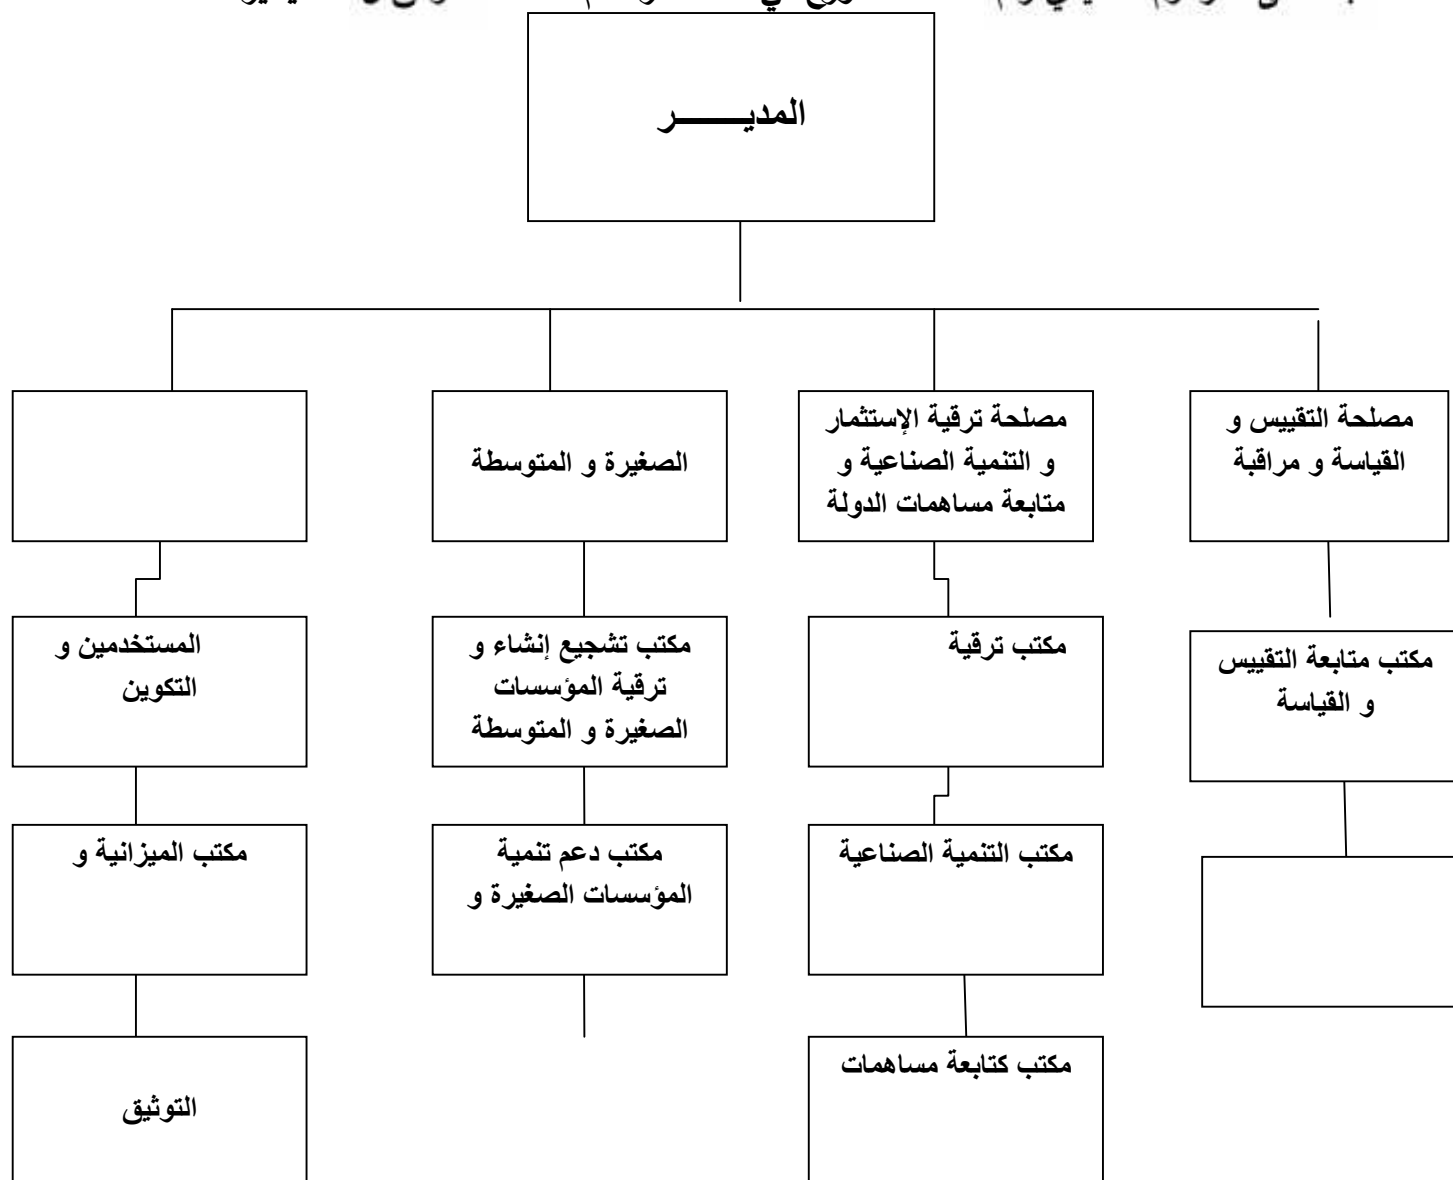 المديـــــــر
مصلحة التقييس و
القياسة و مراقبة
مصلحة ترقية الإستثمار
و التنمية الصناعية و
متابعة مساهمات الدولة
الصغيرة و المتوسطة
مكتب متابعة التقييس
و القياسة
مكتب ترقية
مكتب تشجيع إنشاء و
ترقية المؤسسات
الصغيرة و المتوسطة
المستخدمين و
التكوين
مكتب التنمية الصناعية
مكتب دعم تنمية
المؤسسات الصغيرة و
مكتب الميزانية و
مكتب كتابعة مساهمات
التوثيق